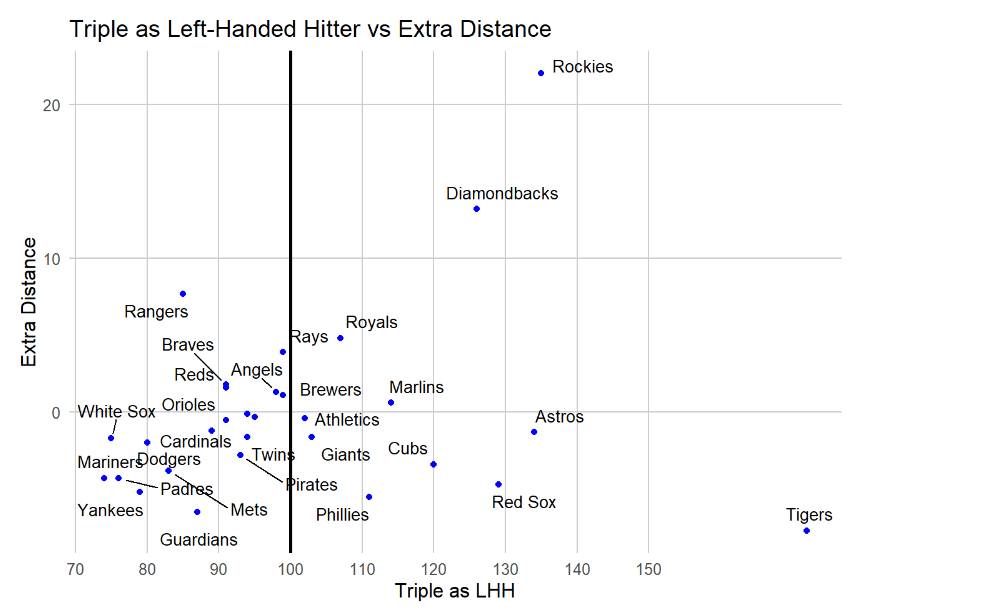 Triple as Left-Handed Hitter vs Extra Distance
Rockies
20
Diamondbacks
10
Rangers
Royals
Rays
Braves
Angels
Reds
Marlins
Brewers
Orioles
White Sox
0
Athletics
Astros
Cardinals
Cubs
Twins
Giants
Dodgers
Mariners
Pirates
Padres
Red Sox
Yankees
Mets
Phillies
Tigers
Guardians
Extra Distance
70 80 90 100 110 120 130 140 150
Triple as LHH